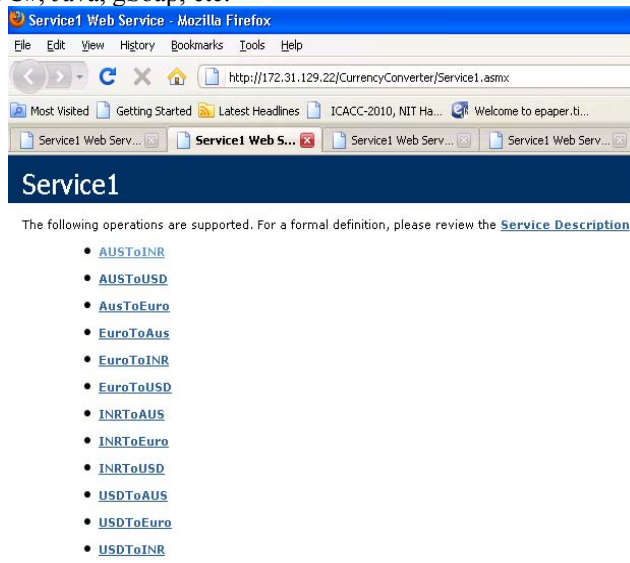 C#, Java, gSoap, etc.
Service1 Web Service - Mozilla Firefox
File Edit View History Bookmarks Tools Help
http://172.31.129.22/CurrencyConverter/Service1.asmx
Most Visited Getting Started Latest Headlines ICACC-2010, NIT Ha... Welcome to epaper.ti...
Service1 Web Serv... Service1 Web S... Service1 Web Serv... Service1 Web Serv...
Service1
The following operations are supported. For a formal definition, please review the Service Description
• AUSToINR
• AUSToUSD
• AusToEuro
• EuroToAus
• EuroToINR
• EuroToUSD
• INRToAUS
• INRToEuro
• INRToUSD
• USDToAUS
• USDToEuro
• USDToINR